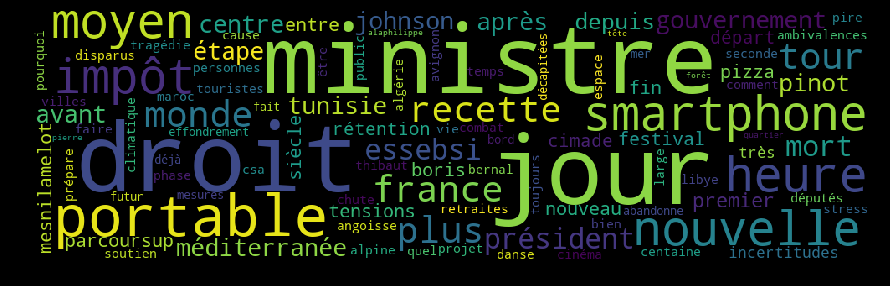 moyen centre entre johnson après depuis gouvernement pire
cause alaphilippe départ ambivalences
tragédie étape ministre tête
disparus public avignon décapitées mer seconde tour
pourquoi impôt personnes être algérie temps espace forêt comment
touristes fin pizza pinot
maroc fait tunisie recette smartphone
avant villes monde siècle
climatique faire effondrement rétention vie combat quartier
pierre droit bord cimade festival très mort
mesnilamelot déjà csa essebsi jour large
prépare phase thibaut boris bernal toujours libye heure
futur mesures chute france premier députés
portable tensions retraites nouveau abandonne stress
angoisse plus bien nouvelle
parcoursup méditerranée alpine quel projet président centaine incertitudes
soutien danse cinéma